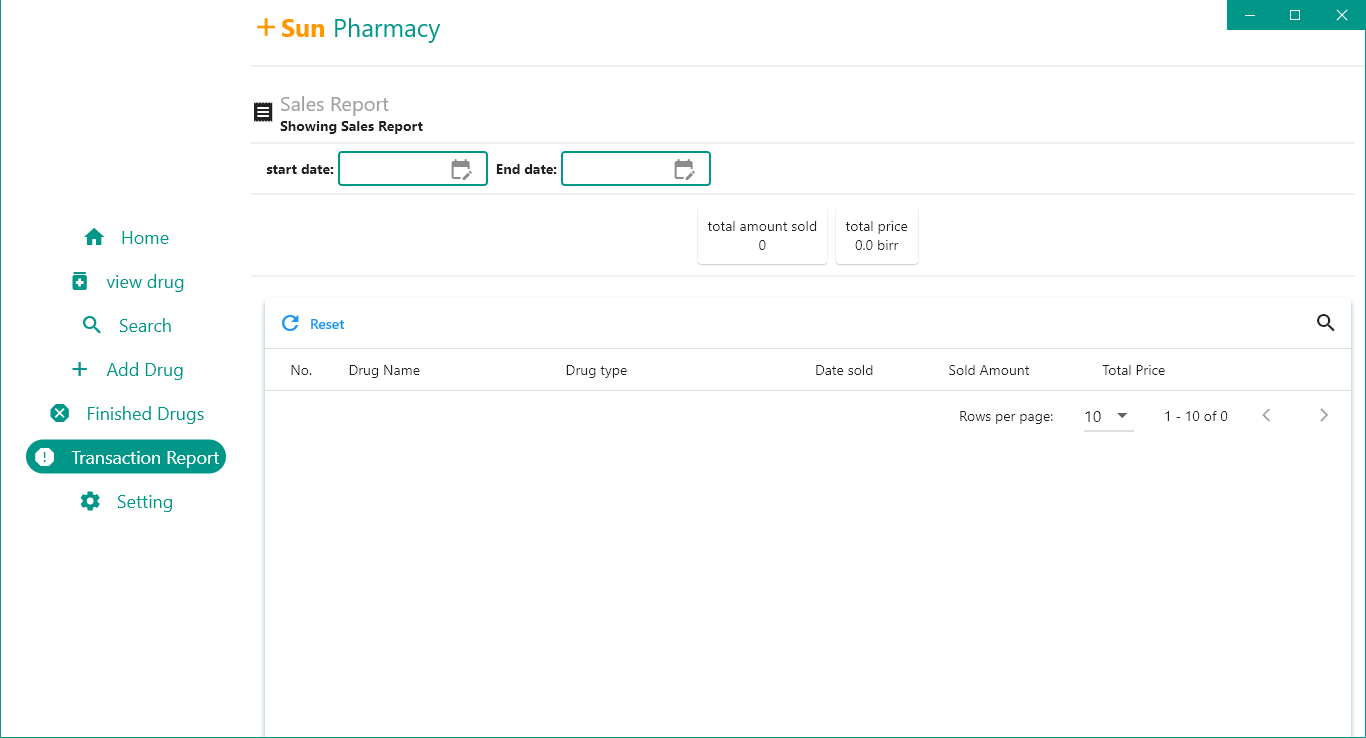 Sun Pharmacy
Sales Report
Showing Sales Report
start date: End date:
total amount sold
0
total price
0.0 birr
Home
view drug
Search
Add Drug
Finished Drugs
Transaction Report
Setting
Reset
No. Drug Name Drug type Date sold Sold Amount Total Price
Rows per page: 10 1 - 10 of 0